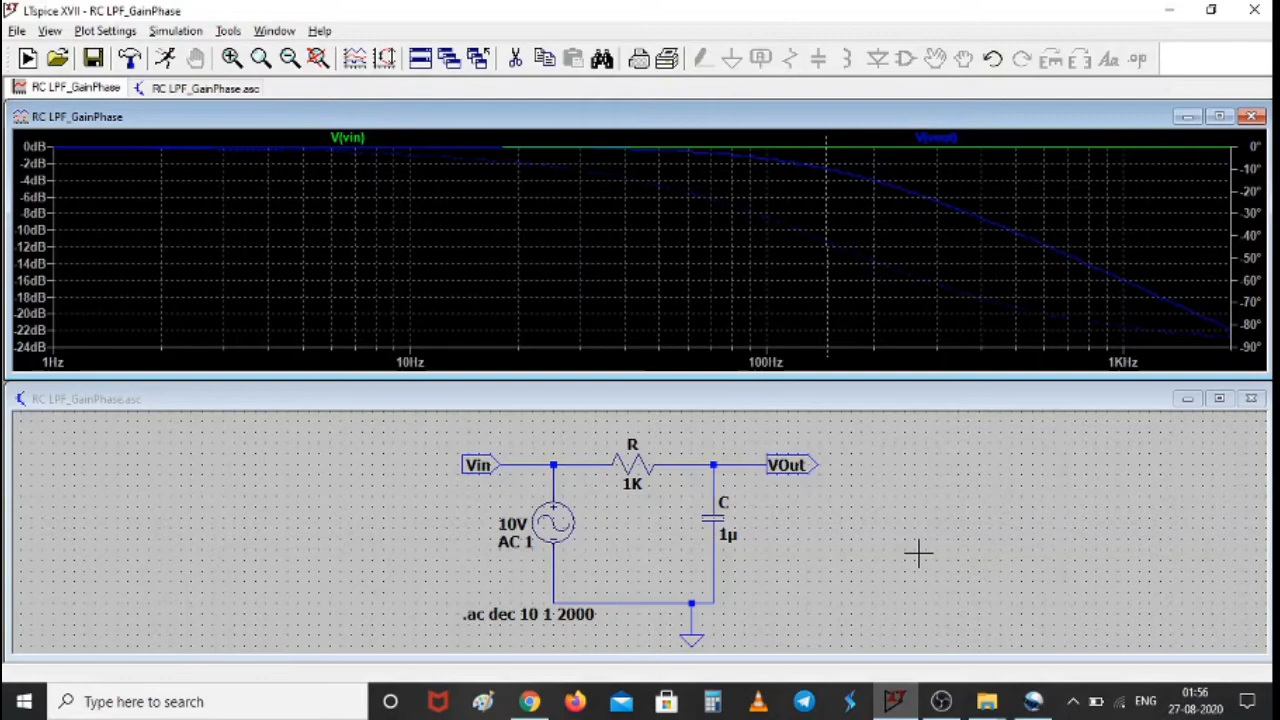 LTspice XVII - RC LPF_GainPhase
File View Plot Settings Simulation Tools Window Help
Aa .op
RC LPF_GainPhase RC LPF_GainPhase.asc
RC LPF_GainPhase
V(vin) V(vout)
0dB 0°
-2dB -10°
-4dB -20°
-6dB
-8dB -30°
-10dB -40°
-12dB
-14dB -50°
-16dB -60°
-18dB -70°
-20dB
-22dB -80°
-24dB -90°
1Hz 10Hz 100Hz 1KHz
RC LPF_GainPhase.asc
R
Vin VOut
1K
C
10V
AC 1 1µ
.ac dec 10 1 2000
Type here to search
ENG
01:56
27-08-2020